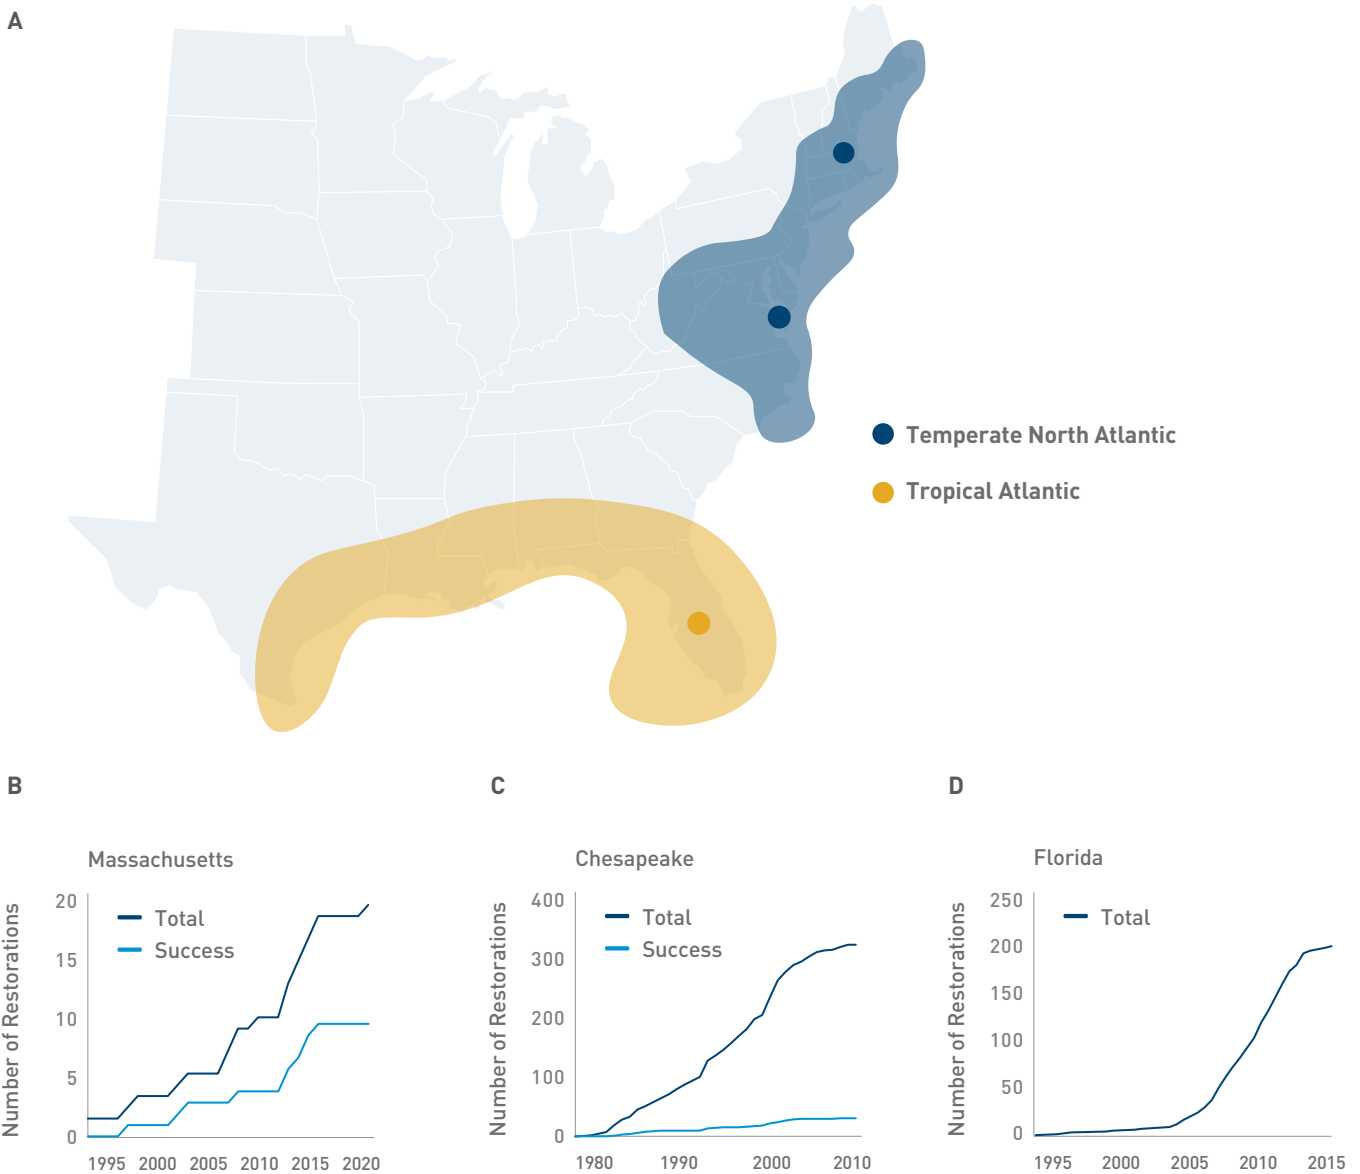 A
Temperate North Atlantic
Tropical Atlantic
B
Massachusetts
Number of Restorations
20
15
10
5
0
Total
Success
1995 2000 2005 2010 2015 2020
C
Chesapeake
Number of Restorations
400
300
200
100
0
Total
Success
1980 1990 2000 2010
D
Florida
Number of Restorations
250
200
150
100
50
0
Total
1995 2000 2005 2010 2015